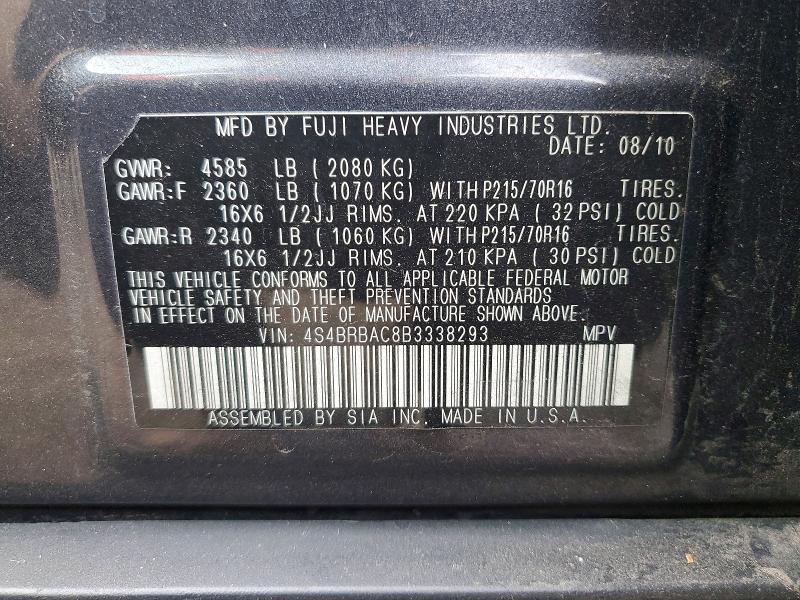 MFD BY FUJI HEAVY INDUSTRIES LTD.
DATE: 08/10
GVWR: 4585 LB ( 2080 KG)
GAWR:F 2360 LB ( 1070 KG) WITH P215/70R16 TIRES.
16X6 1/2JJ RIMS. AT 220 KPA ( 32 PSI) COLD
GAWR:R 2340 LB ( 1060 KG) WITH P215/70R16 TIRES.
16X6 1/2JJ RIMS. AT 210 KPA ( 30 PSI) COLD
THIS VEHICLE CONFORMS TO ALL APPLICABLE FEDERAL MOTOR
VEHICLE SAFETY AND THEFT PREVENTION STANDARDS
IN EFFECT ON THE DATE OF MANUFACTURE SHOWN ABOVE.
VIN: 4S4BRBAC8B3338293 MPV
ASSEMBLED BY SIA INC. MADE IN U.S.A.